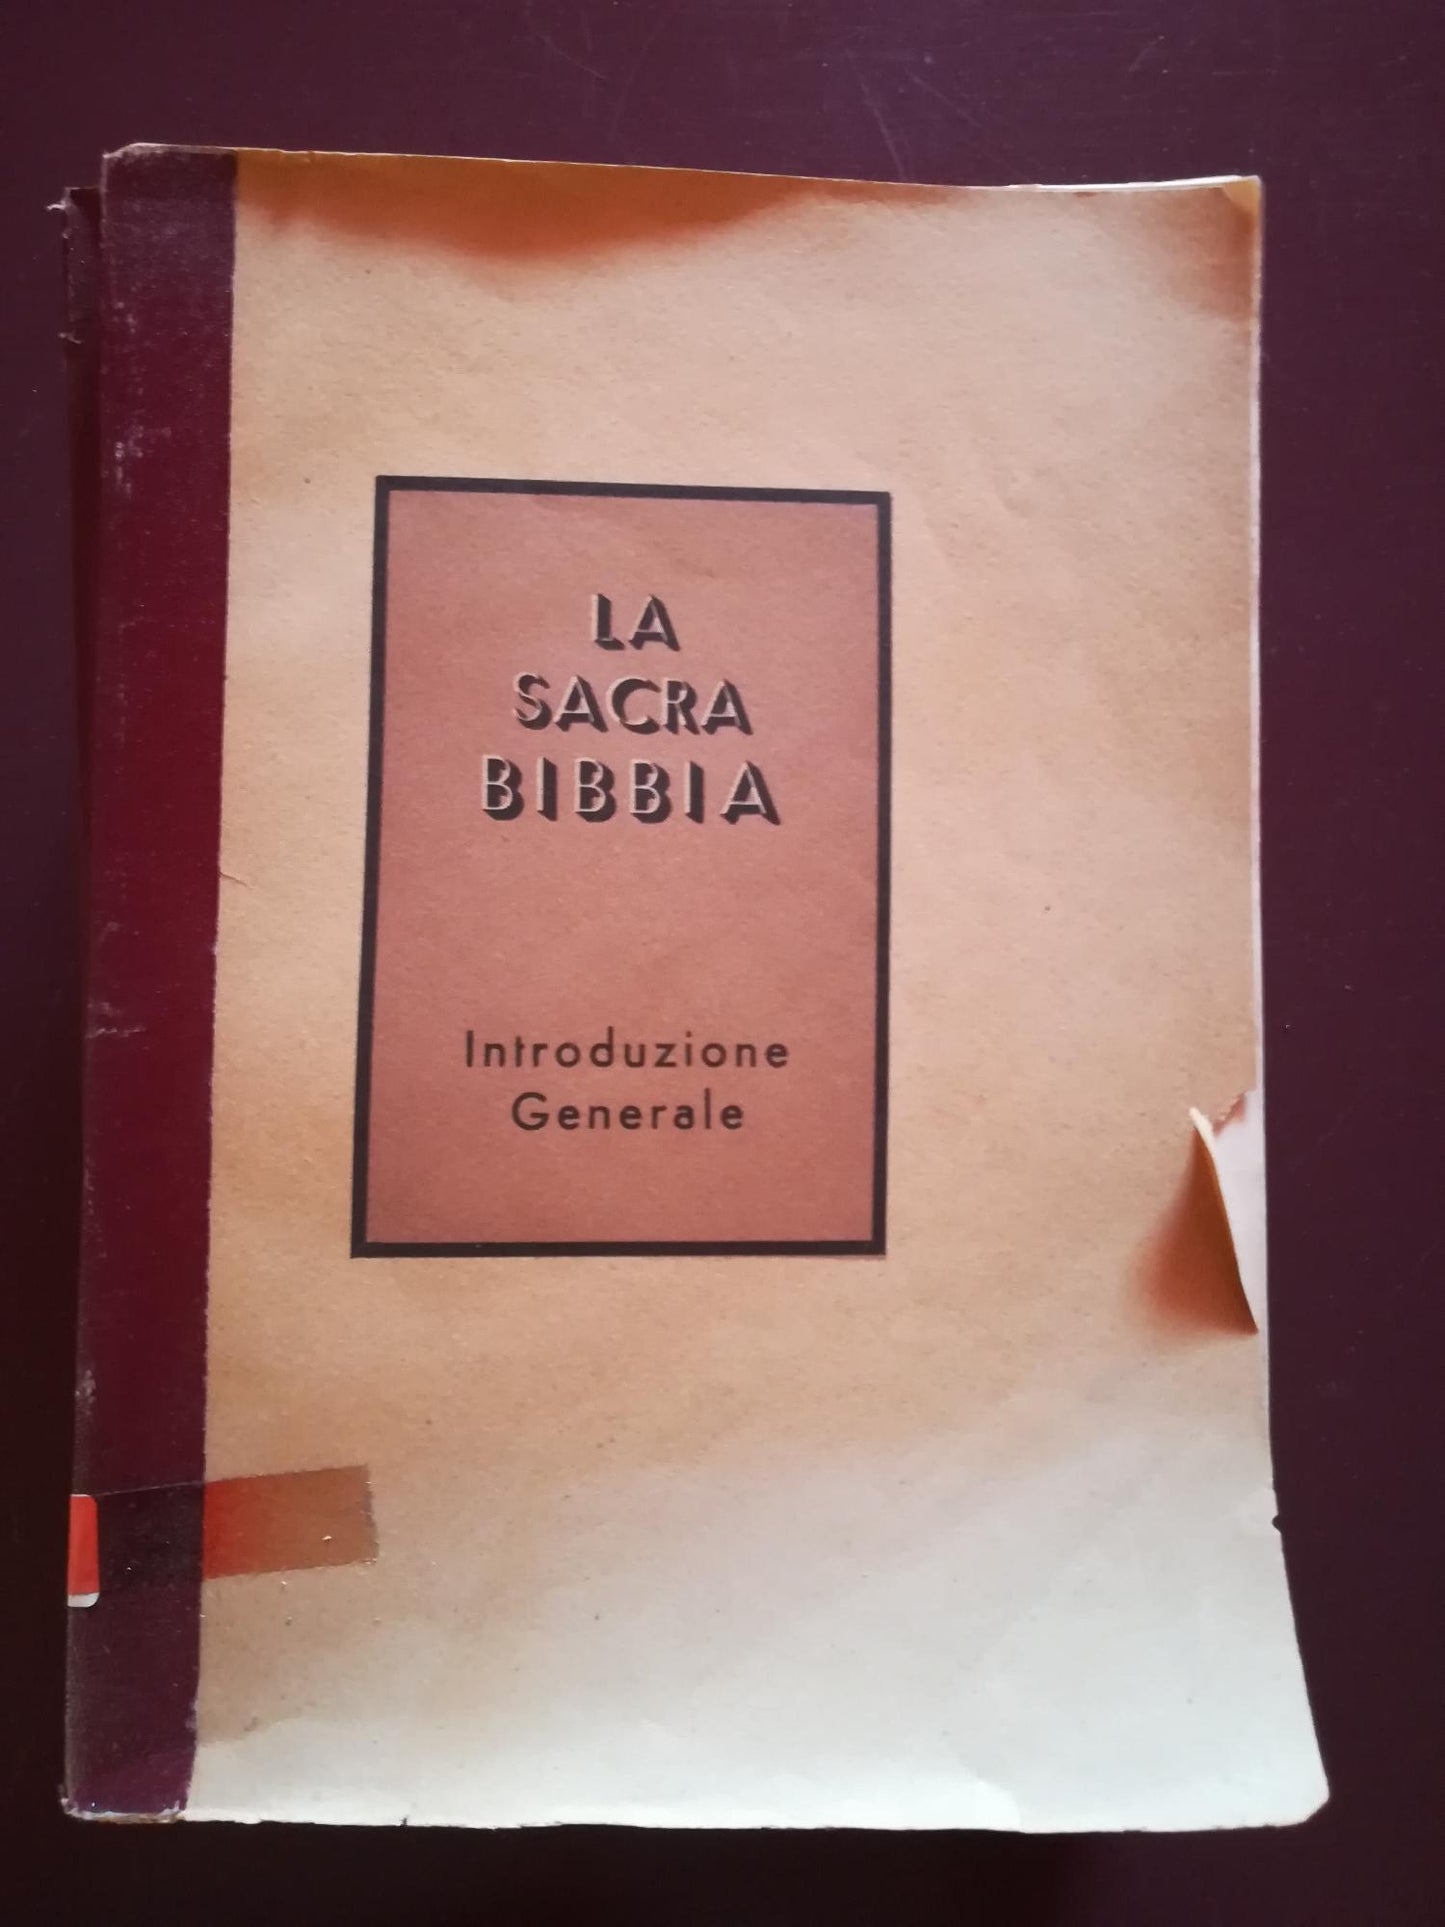 LA
SACRA
BIBBIA
Introduzione
Generale